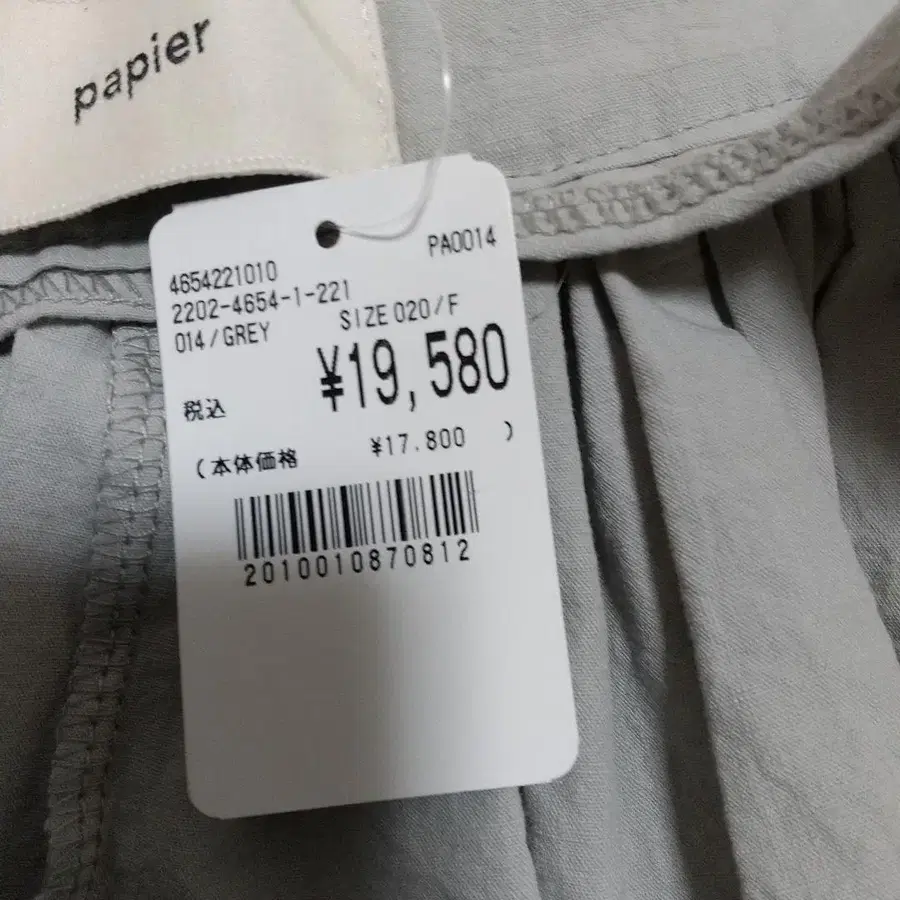 papier
PA0014
4654221010
2202-4654-1-221
014/GREY SIZE 020/F
¥19,580
税込
(本体価格 ¥17.800 )
2010010870812